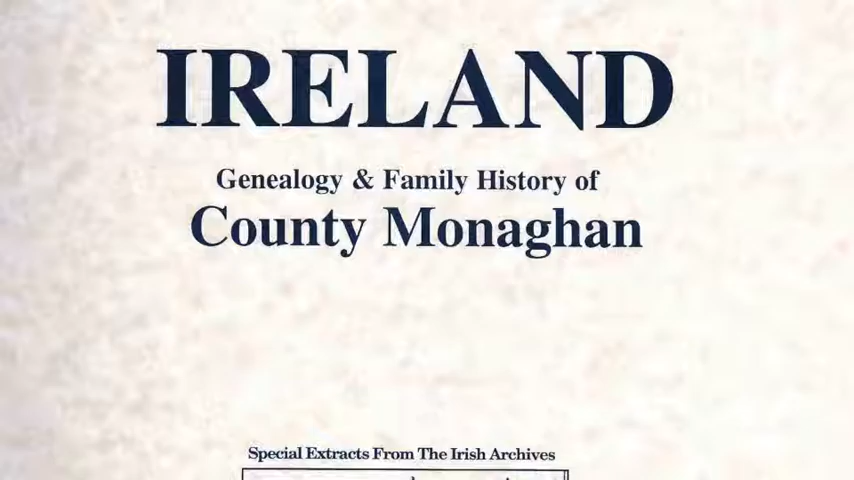 IRELAND
Genealogy & Family History of
County Monaghan
Special Extracts From The Irish Archives